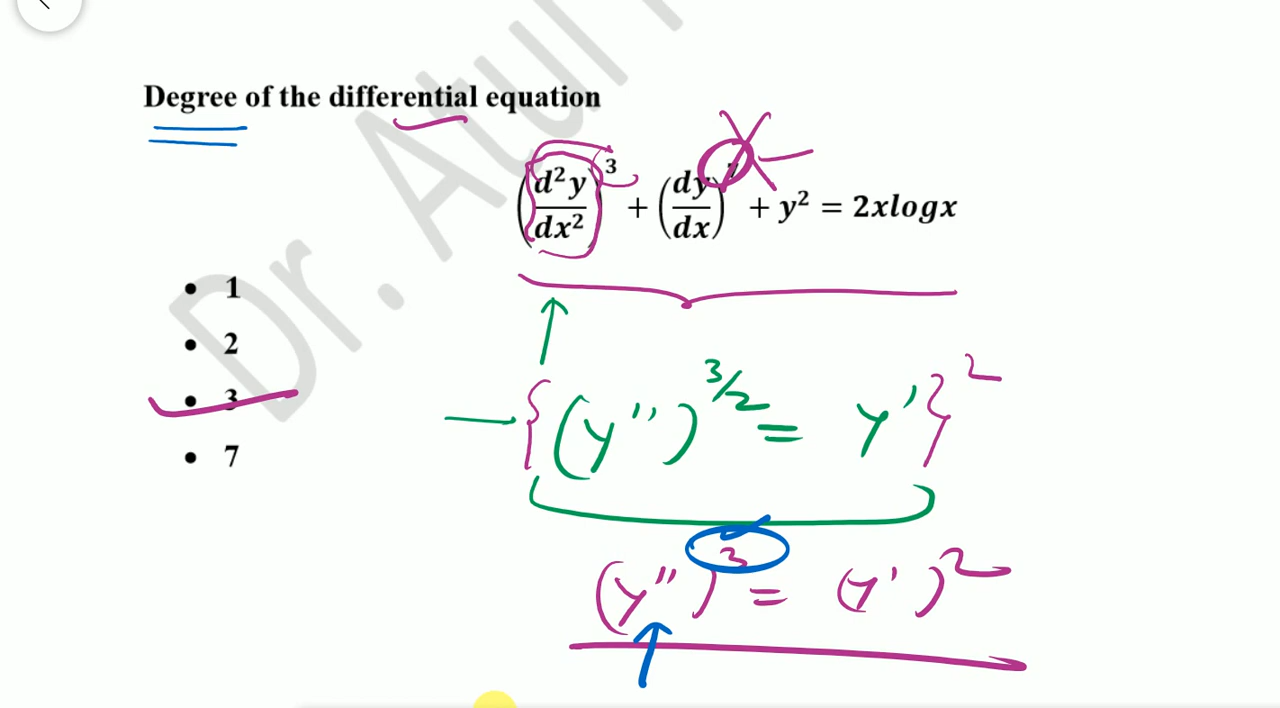 Degree of the differential equation
(d²y/dx²)³ + (dy/dx)⁷ + y² = 2xlogx
• 1
• 2
• 3
• 7
{(y'')^3/2 = y'}²
(y'')³ = (y')²
Dr. Atul